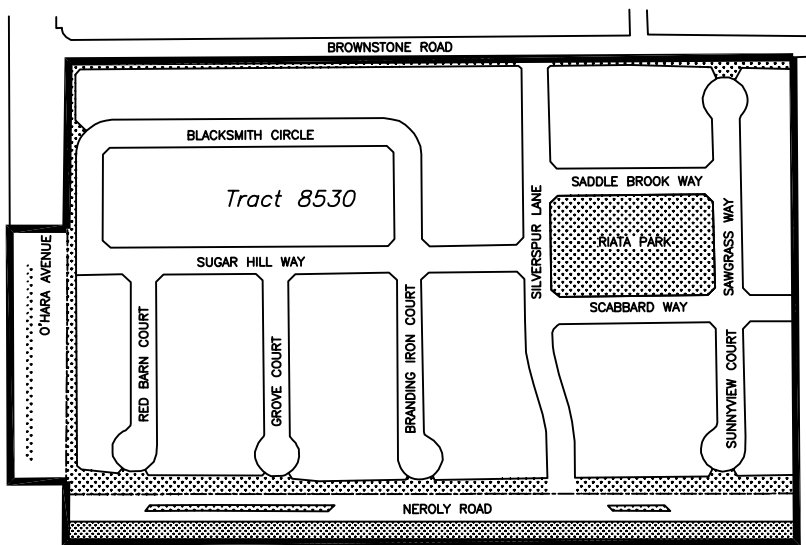 BROWNSTONE ROAD
BLACKSMITH CIRCLE
Tract 8530
SADDLE BROOK WAY
SILVERSPUR LANE
RIATA PARK
SAWGRASS WAY
O'HARA AVENUE
SUGAR HILL WAY
SCABBARD WAY
RED BARN COURT
GROVE COURT
BRANDING IRON COURT
SUNNYVIEW COURT
NEROLY ROAD